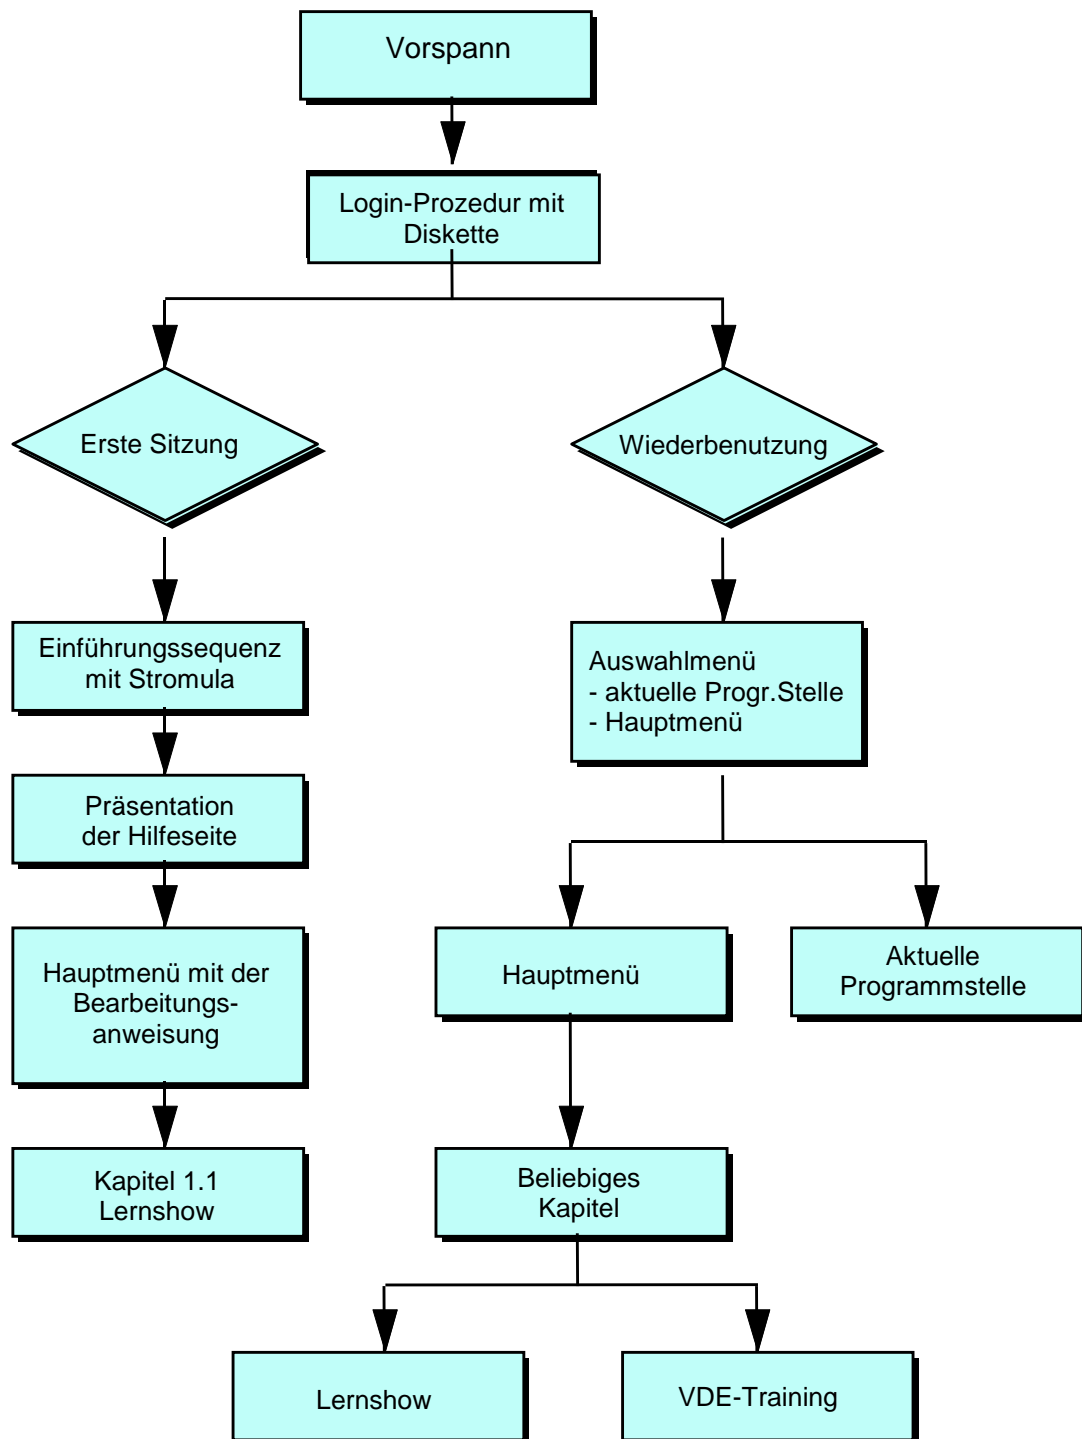 Vorspann
Login-Prozedur mit
Diskette
Erste Sitzung
Wiederbenutzung
Einführungssequenz
mit Stromula
Auswahlmenü
- aktuelle Progr.Stelle
- Hauptmenü
Präsentation
der Hilfeseite
Hauptmenü mit der
Bearbeitungs-
anweisung
Hauptmenü
Aktuelle
Programmstelle
Kapitel 1.1
Lernshow
Beliebiges
Kapitel
Lernshow
VDE-Training